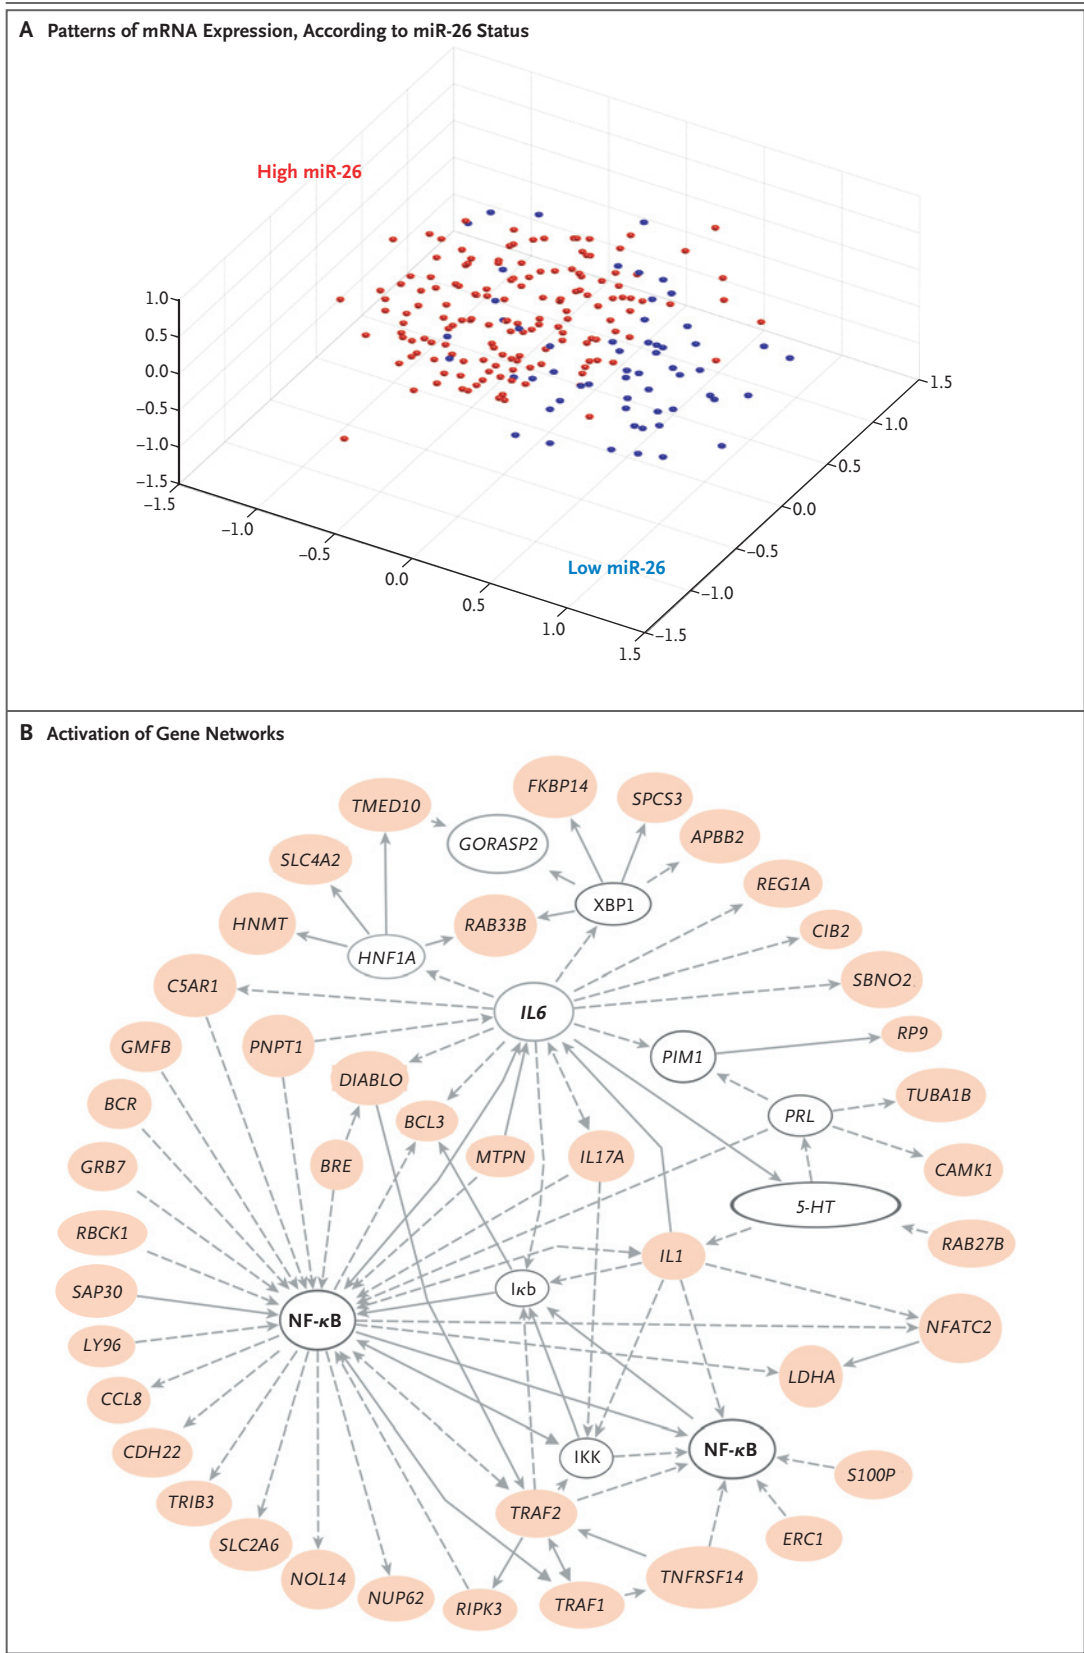 A Patterns of mRNA Expression, According to miR-26 Status
High miR-26
1.0
0.5
0.0
−0.5
−1.0
−1.5
−1.5
−1.0
−0.5
0.0
0.5
1.0
1.5
1.5
1.0
0.5
0.0
−0.5
−1.0
−1.5
Low miR-26
B Activation of Gene Networks
FKBP14
SPCS3
TMED10
GORASP2
APBB2
SLC4A2
REG1A
XBP1
HNMT
RAB33B
CIB2
HNF1A
SBNO2
C5AR1
IL6
RP9
GMFB
PNPT1
PIM1
DIABLO
TUBA1B
BCR
BCL3
PRL
GRB7
BRE
MTPN
IL17A
CAMK1
5-HT
RBCK1
IL1
RAB27B
SAP30
Iκb
NF-κB
NFATC2
LY96
LDHA
CCL8
CDH22
IKK
NF-κB
S100P
TRIB3
TRAF2
SLC2A6
ERC1
NOL14
TNFRSF14
NUP62
RIPK3
TRAF1